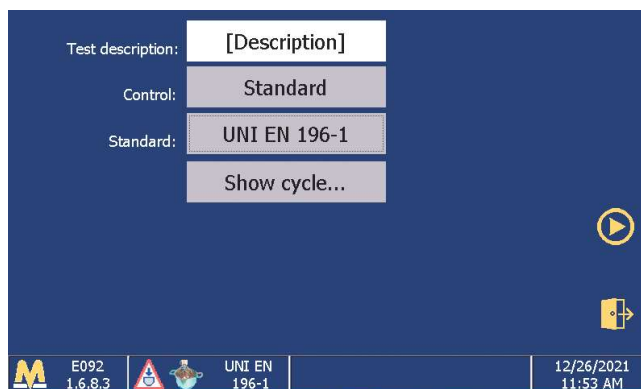 Test description: [Description]
Control: Standard
Standard: UNI EN 196-1
Show cycle...
E092
1.6.8.3
UNI EN
196-1
12/26/2021
11:53 AM